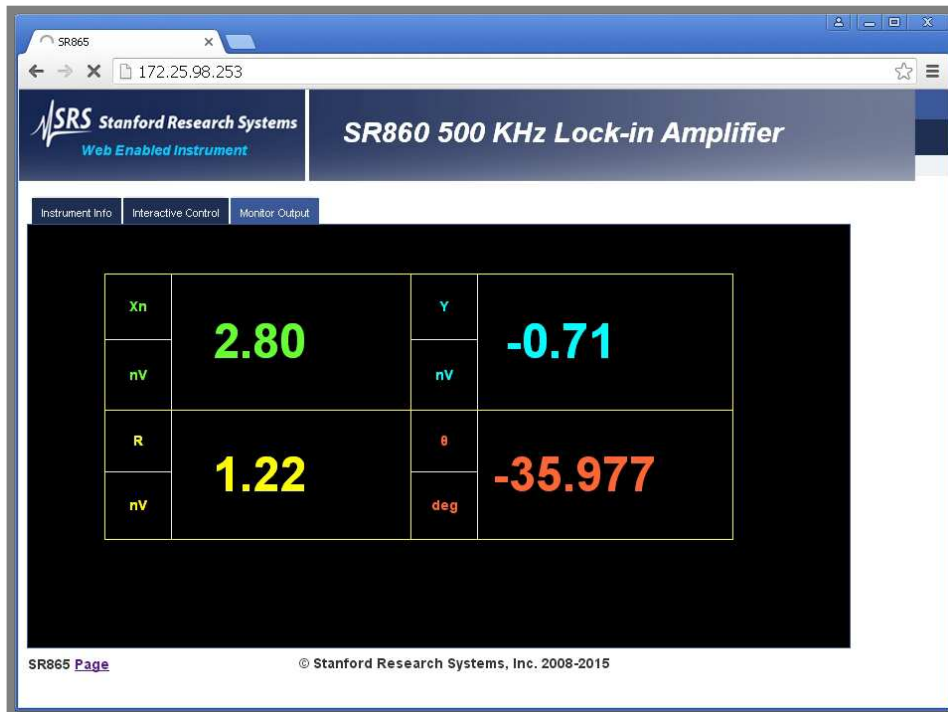 SR865
172.25.98.253
SRS Stanford Research Systems
Web Enabled Instrument
SR860 500 KHz Lock-in Amplifier
Instrument Info Interactive Control Monitor Output
Xn
2.80
nV
Y
-0.71
nV
R
1.22
nV
θ
-35.977
deg
SR865 Page
© Stanford Research Systems, Inc. 2008-2015